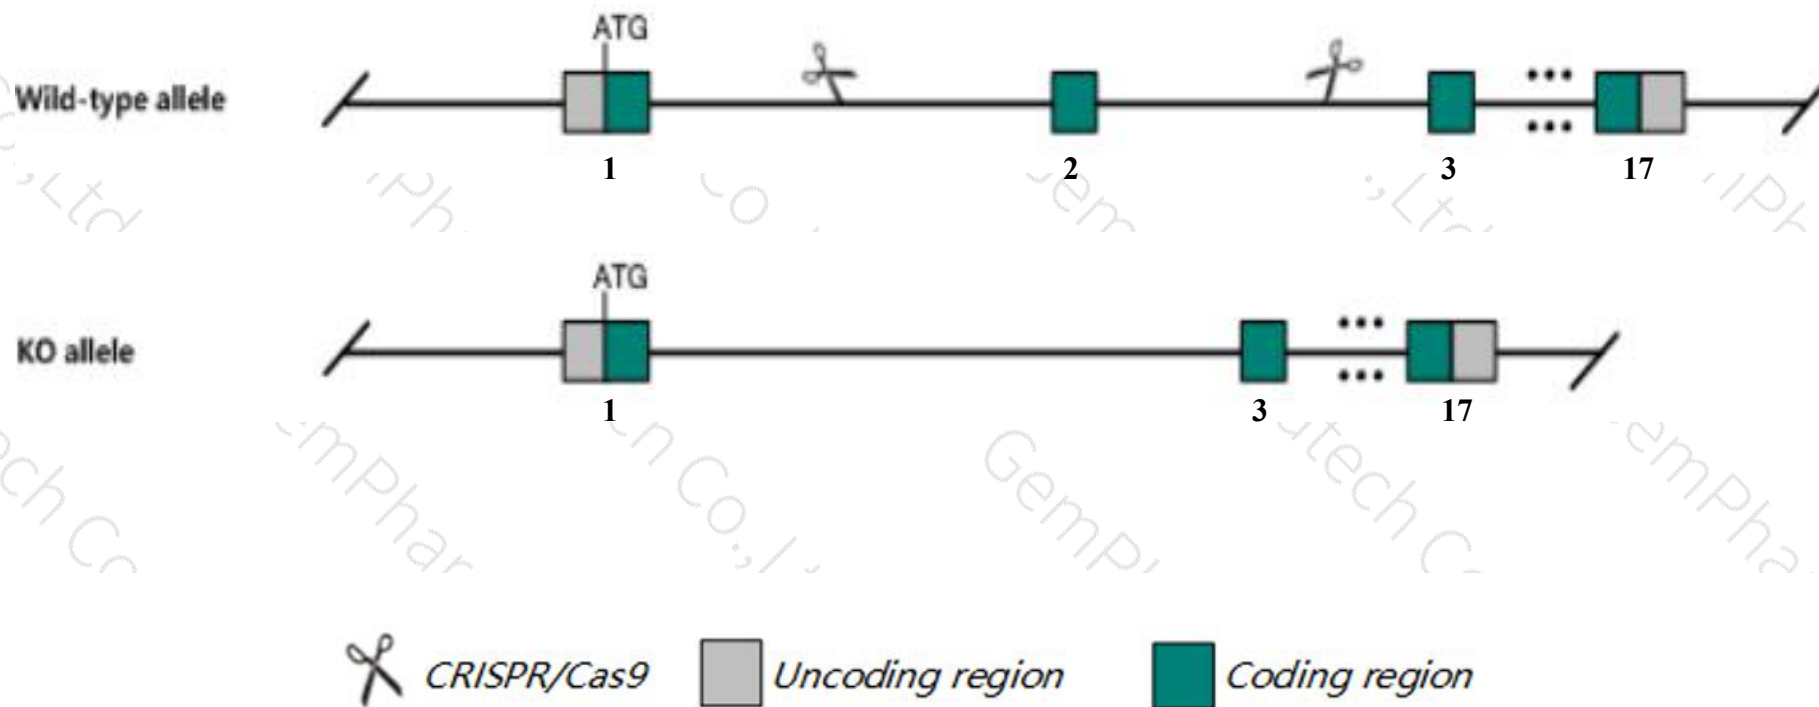 ATG
Wild-type allele
1 2 3 17
ATG
KO allele
1 3 17
CRISPR/Cas9 Uncoding region Coding region